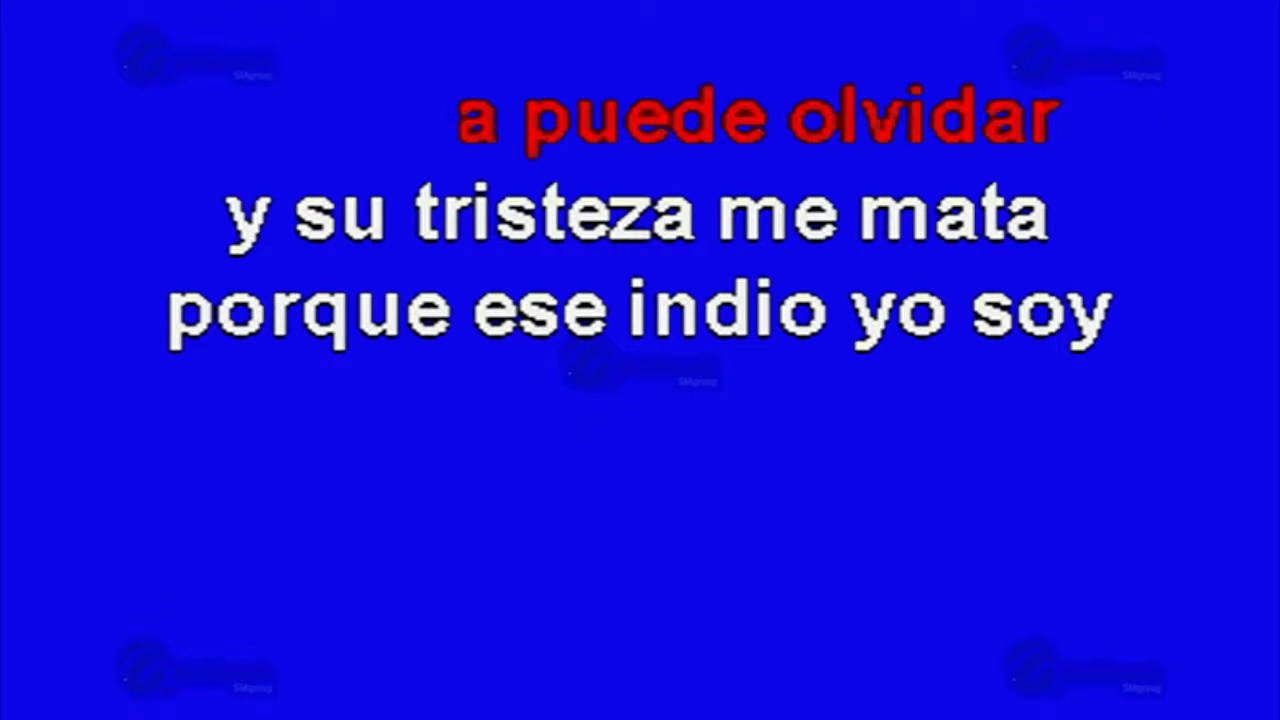 a puede olvidar
y su tristeza me mata
porque ese indio yo soy